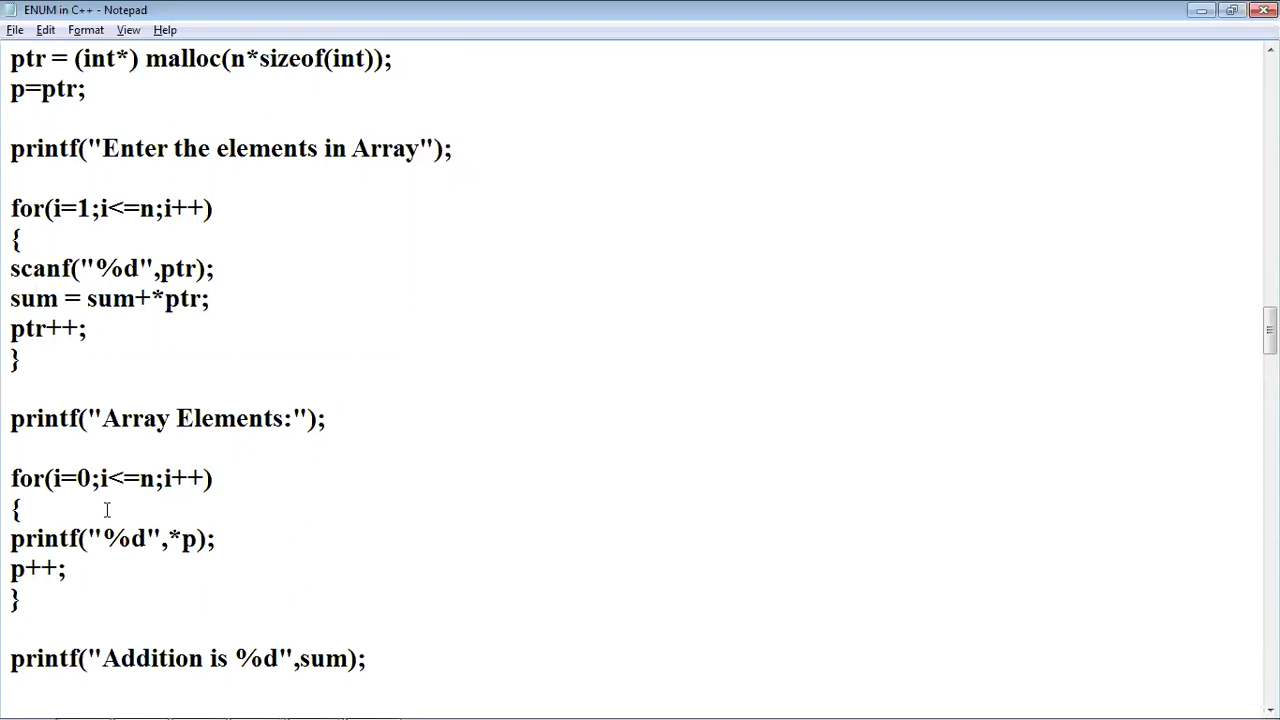 ENUM in C++ - Notepad
File Edit Format View Help
ptr = (int*) malloc(n*sizeof(int));
p=ptr;
printf("Enter the elements in Array");
for(i=1;i<=n;i++)
{
scanf("%d",ptr);
sum = sum+*ptr;
ptr++;
}
printf("Array Elements:");
for(i=0;i<=n;i++)
{
printf("%d",*p);
p++;
}
printf("Addition is %d",sum);